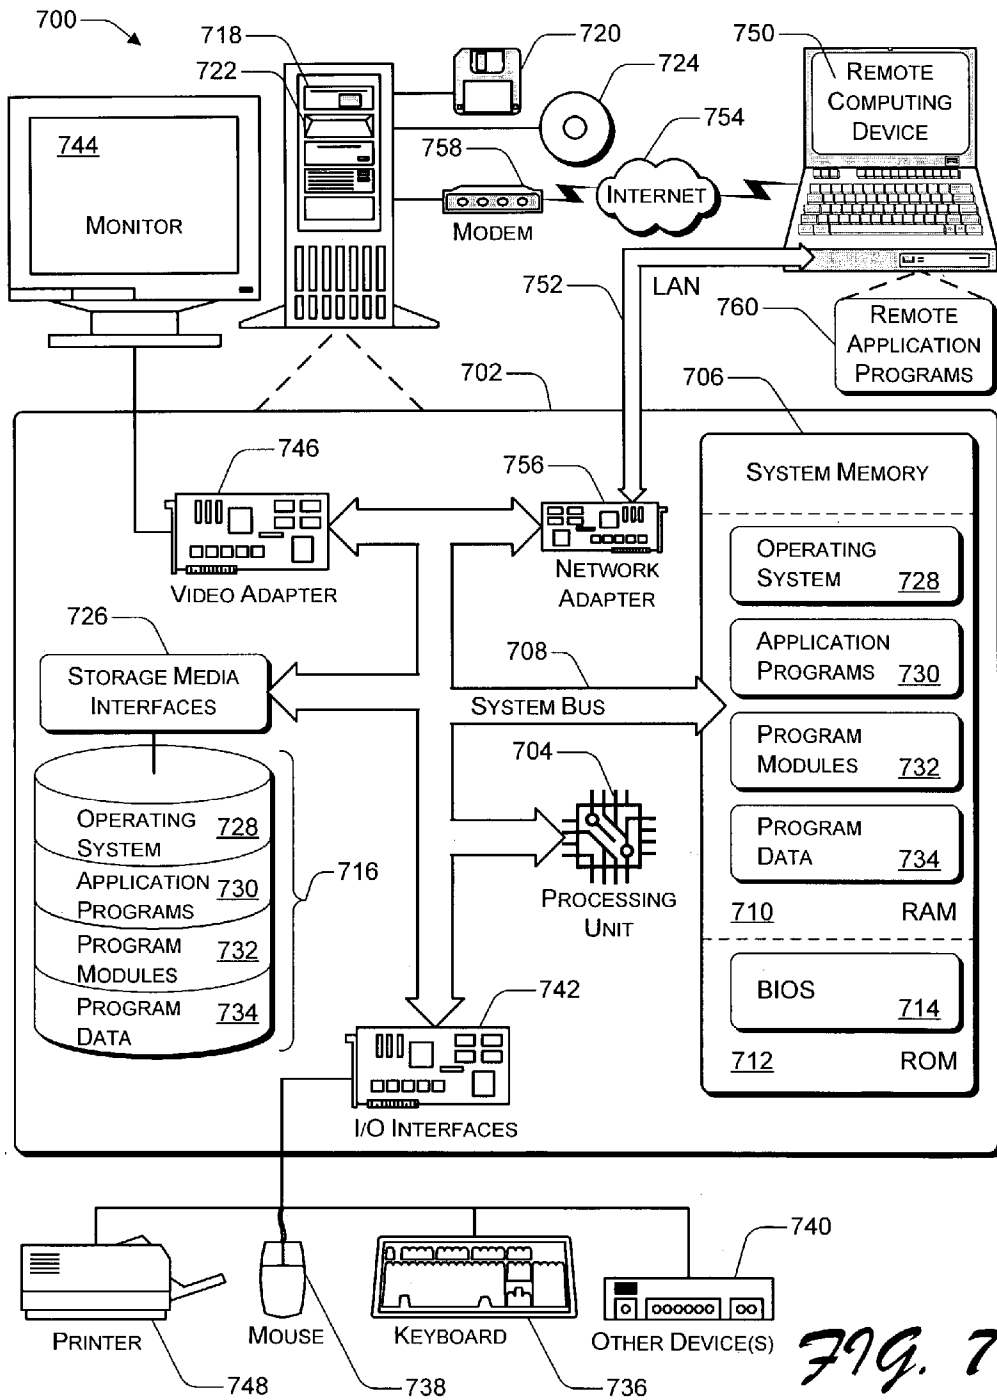 700
718
722
720
724
750
REMOTE
COMPUTING
DEVICE
744
MONITOR
758
MODEM
754
INTERNET
752
LAN
760
REMOTE
APPLICATION
PROGRAMS
702
706
746
VIDEO ADAPTER
756
NETWORK
ADAPTER
SYSTEM MEMORY
OPERATING
SYSTEM 728
APPLICATION
PROGRAMS 730
PROGRAM
MODULES 732
PROGRAM
DATA 734
710 RAM
BIOS 714
712 ROM
726
STORAGE MEDIA
INTERFACES
708
SYSTEM BUS
704
PROCESSING
UNIT
OPERATING
SYSTEM 728
APPLICATION
PROGRAMS 730
PROGRAM
MODULES 732
PROGRAM
DATA 734
716
742
I/O INTERFACES
PRINTER
748
MOUSE
738
KEYBOARD
736
740
OTHER DEVICE(S)
FIG. 7